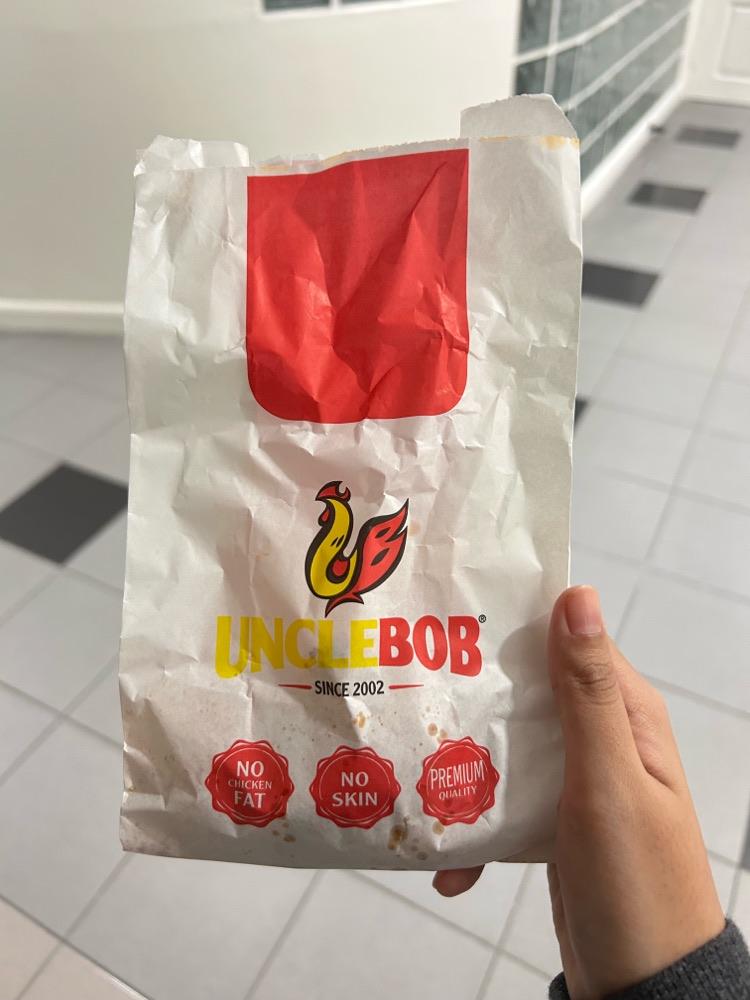 UNCLEBOB®
SINCE 2002
NO
CHICKEN
FAT
NO
SKIN
PREMIUM
QUALITY